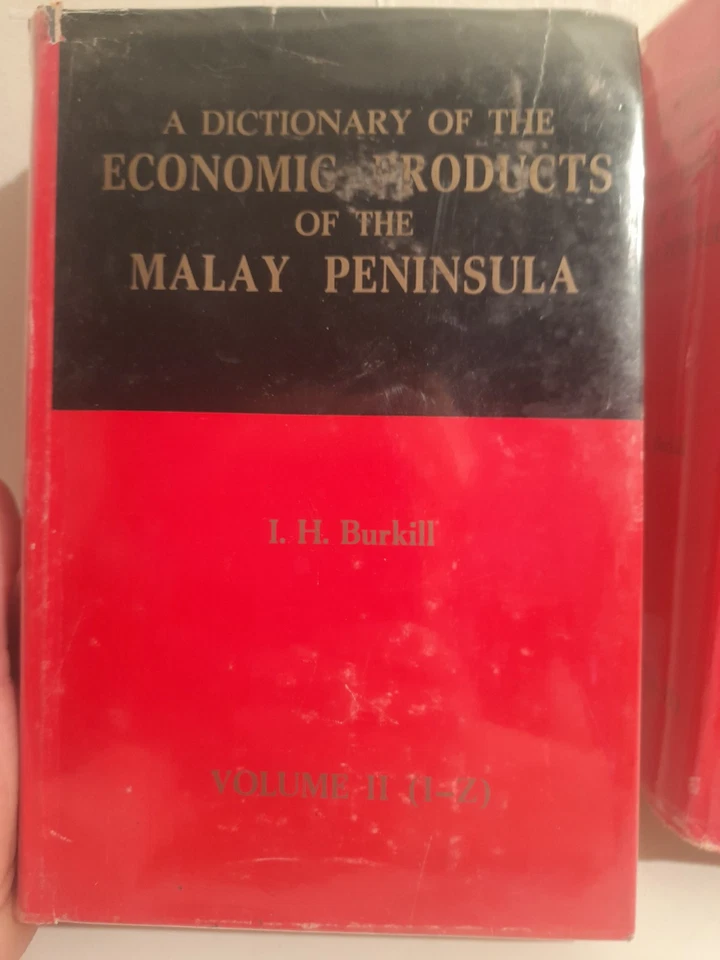 A DICTIONARY OF THE
ECONOMIC PRODUCTS
OF THE
MALAY PENINSULA
I. H. Burkill
VOLUME II (I-Z)